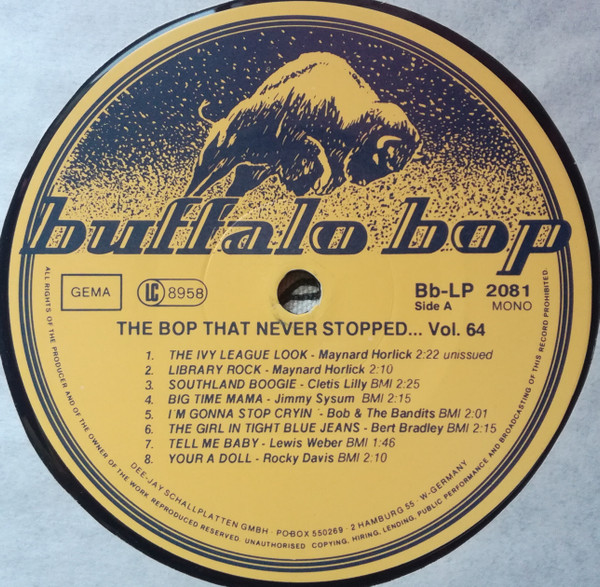 buffalo bop
GEMA
LC 8958
Bb-LP 2081
Side A MONO
THE BOP THAT NEVER STOPPED... Vol. 64
1. THE IVY LEAGUE LOOK - Maynard Horlick 2:22 unissued
2. LIBRARY ROCK - Maynard Horlick 2:10
3. SOUTHLAND BOOGIE - Cletis Lilly BMI 2:25
4. BIG TIME MAMA - Jimmy Sysum BMI 2:15
5. I'M GONNA STOP CRYIN - Bob & The Bandits BMI 2:01
6. THE GIRL IN TIGHT BLUE JEANS - Bert Bradley BMI 2:15
7. TELL ME BABY - Lewis Weber BMI 1:46
8. YOUR A DOLL - Rocky Davis BMI 2:10
DEE-JAY SCHALLPLATTEN GMBH · PO·BOX 550269 · 2 HAMBURG 55 · W-GERMANY
ALL RIGHTS OF THE PRODUCER AND OF THE OWNER OF THE WORK REPRODUCED RESERVED. UNAUTHORISED COPYING, HIRING, LENDING, PUBLIC PERFORMANCE AND BROADCASTING OF THIS RECORD PROHIBITED.